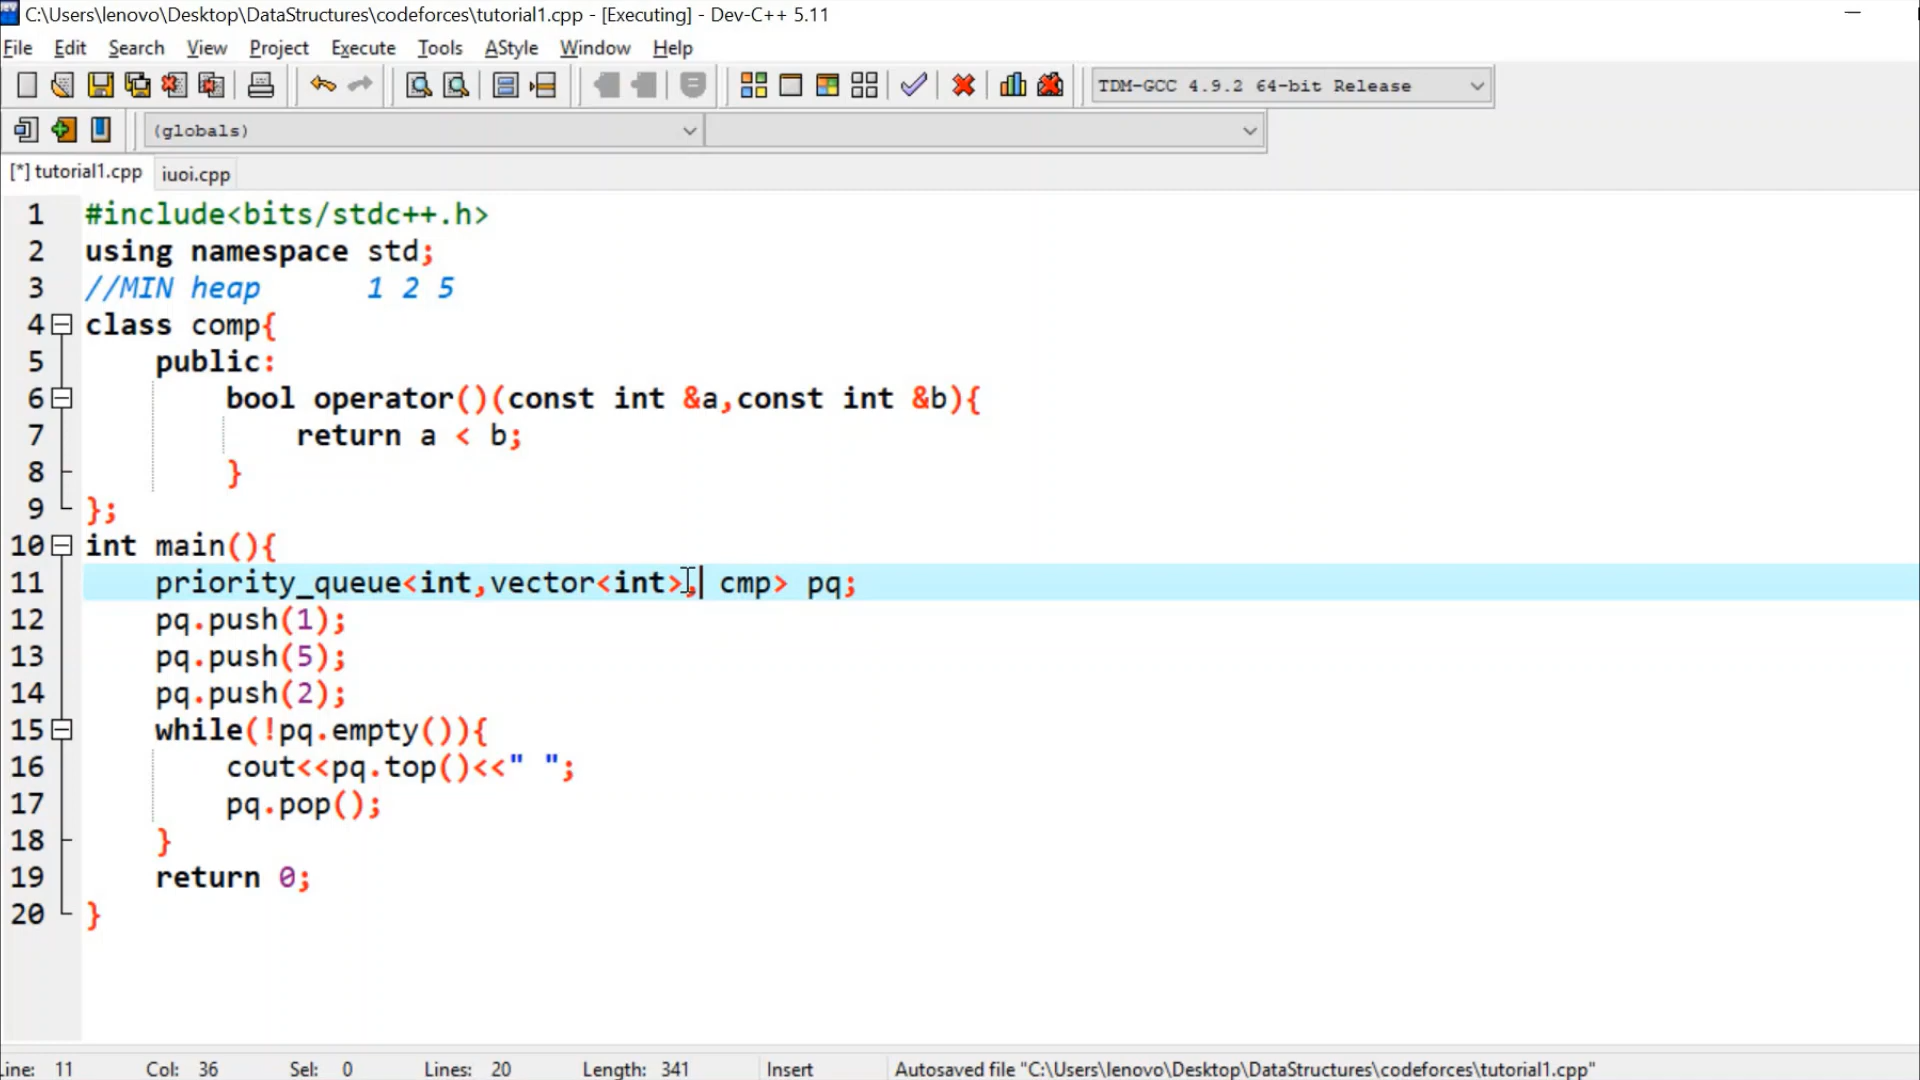 C:\Users\lenovo\Desktop\DataStructures\codeforces\tutorial1.cpp - [Executing] - Dev-C++ 5.11
File Edit Search View Project Execute Tools AStyle Window Help
TDM-GCC 4.9.2 64-bit Release
(globals)
[*] tutorial1.cpp iuoi.cpp
1 #include<bits/stdc++.h>
2 using namespace std;
3 //MIN heap 1 2 5
4 class comp{
5 public:
6 bool operator()(const int &a,const int &b){
7 return a < b;
8 }
9 };
10 int main(){
11 priority_queue<int,vector<int>, cmp> pq;
12 pq.push(1);
13 pq.push(5);
14 pq.push(2);
15 while(!pq.empty()){
16 cout<<pq.top()<<" ";
17 pq.pop();
18 }
19 return 0;
20 }
Line: 11 Col: 36 Sel: 0 Lines: 20 Length: 341 Insert Autosaved file "C:\Users\lenovo\Desktop\DataStructures\codeforces\tutorial1.cpp"